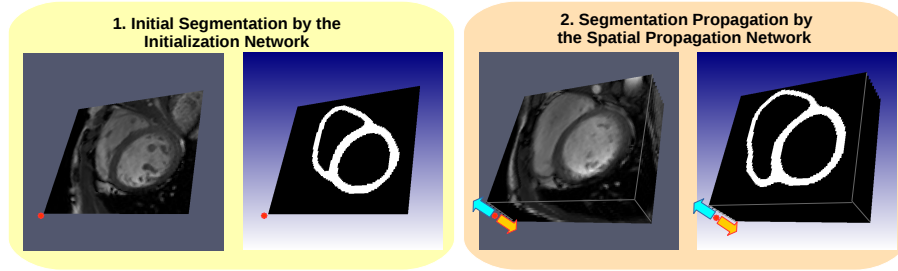 1. Initial Segmentation by the
Initialization Network
2. Segmentation Propagation by
the Spatial Propagation Network